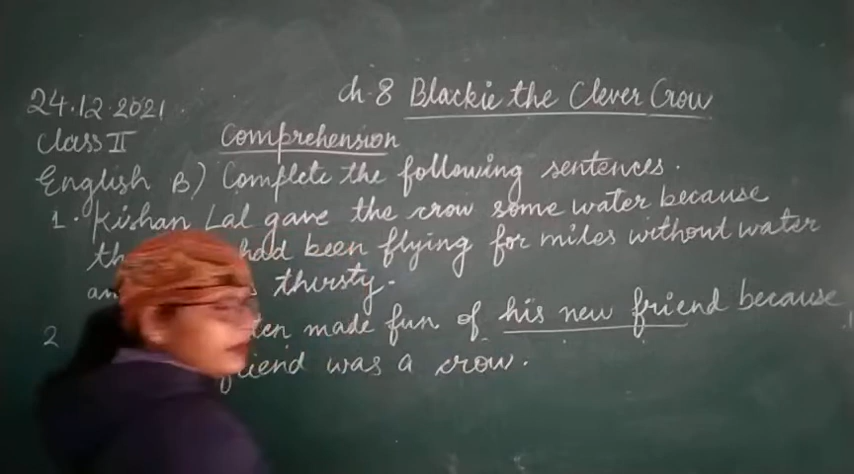 24.12.2021
ch-8 Blackie the Clever Crow
Class II
Comprehension
English B) Complete the following sentences.
1. Kishan Lal gave the crow some water because
had been flying for miles without water
thirsty.
2 made fun of his new friend because
friend was a crow.